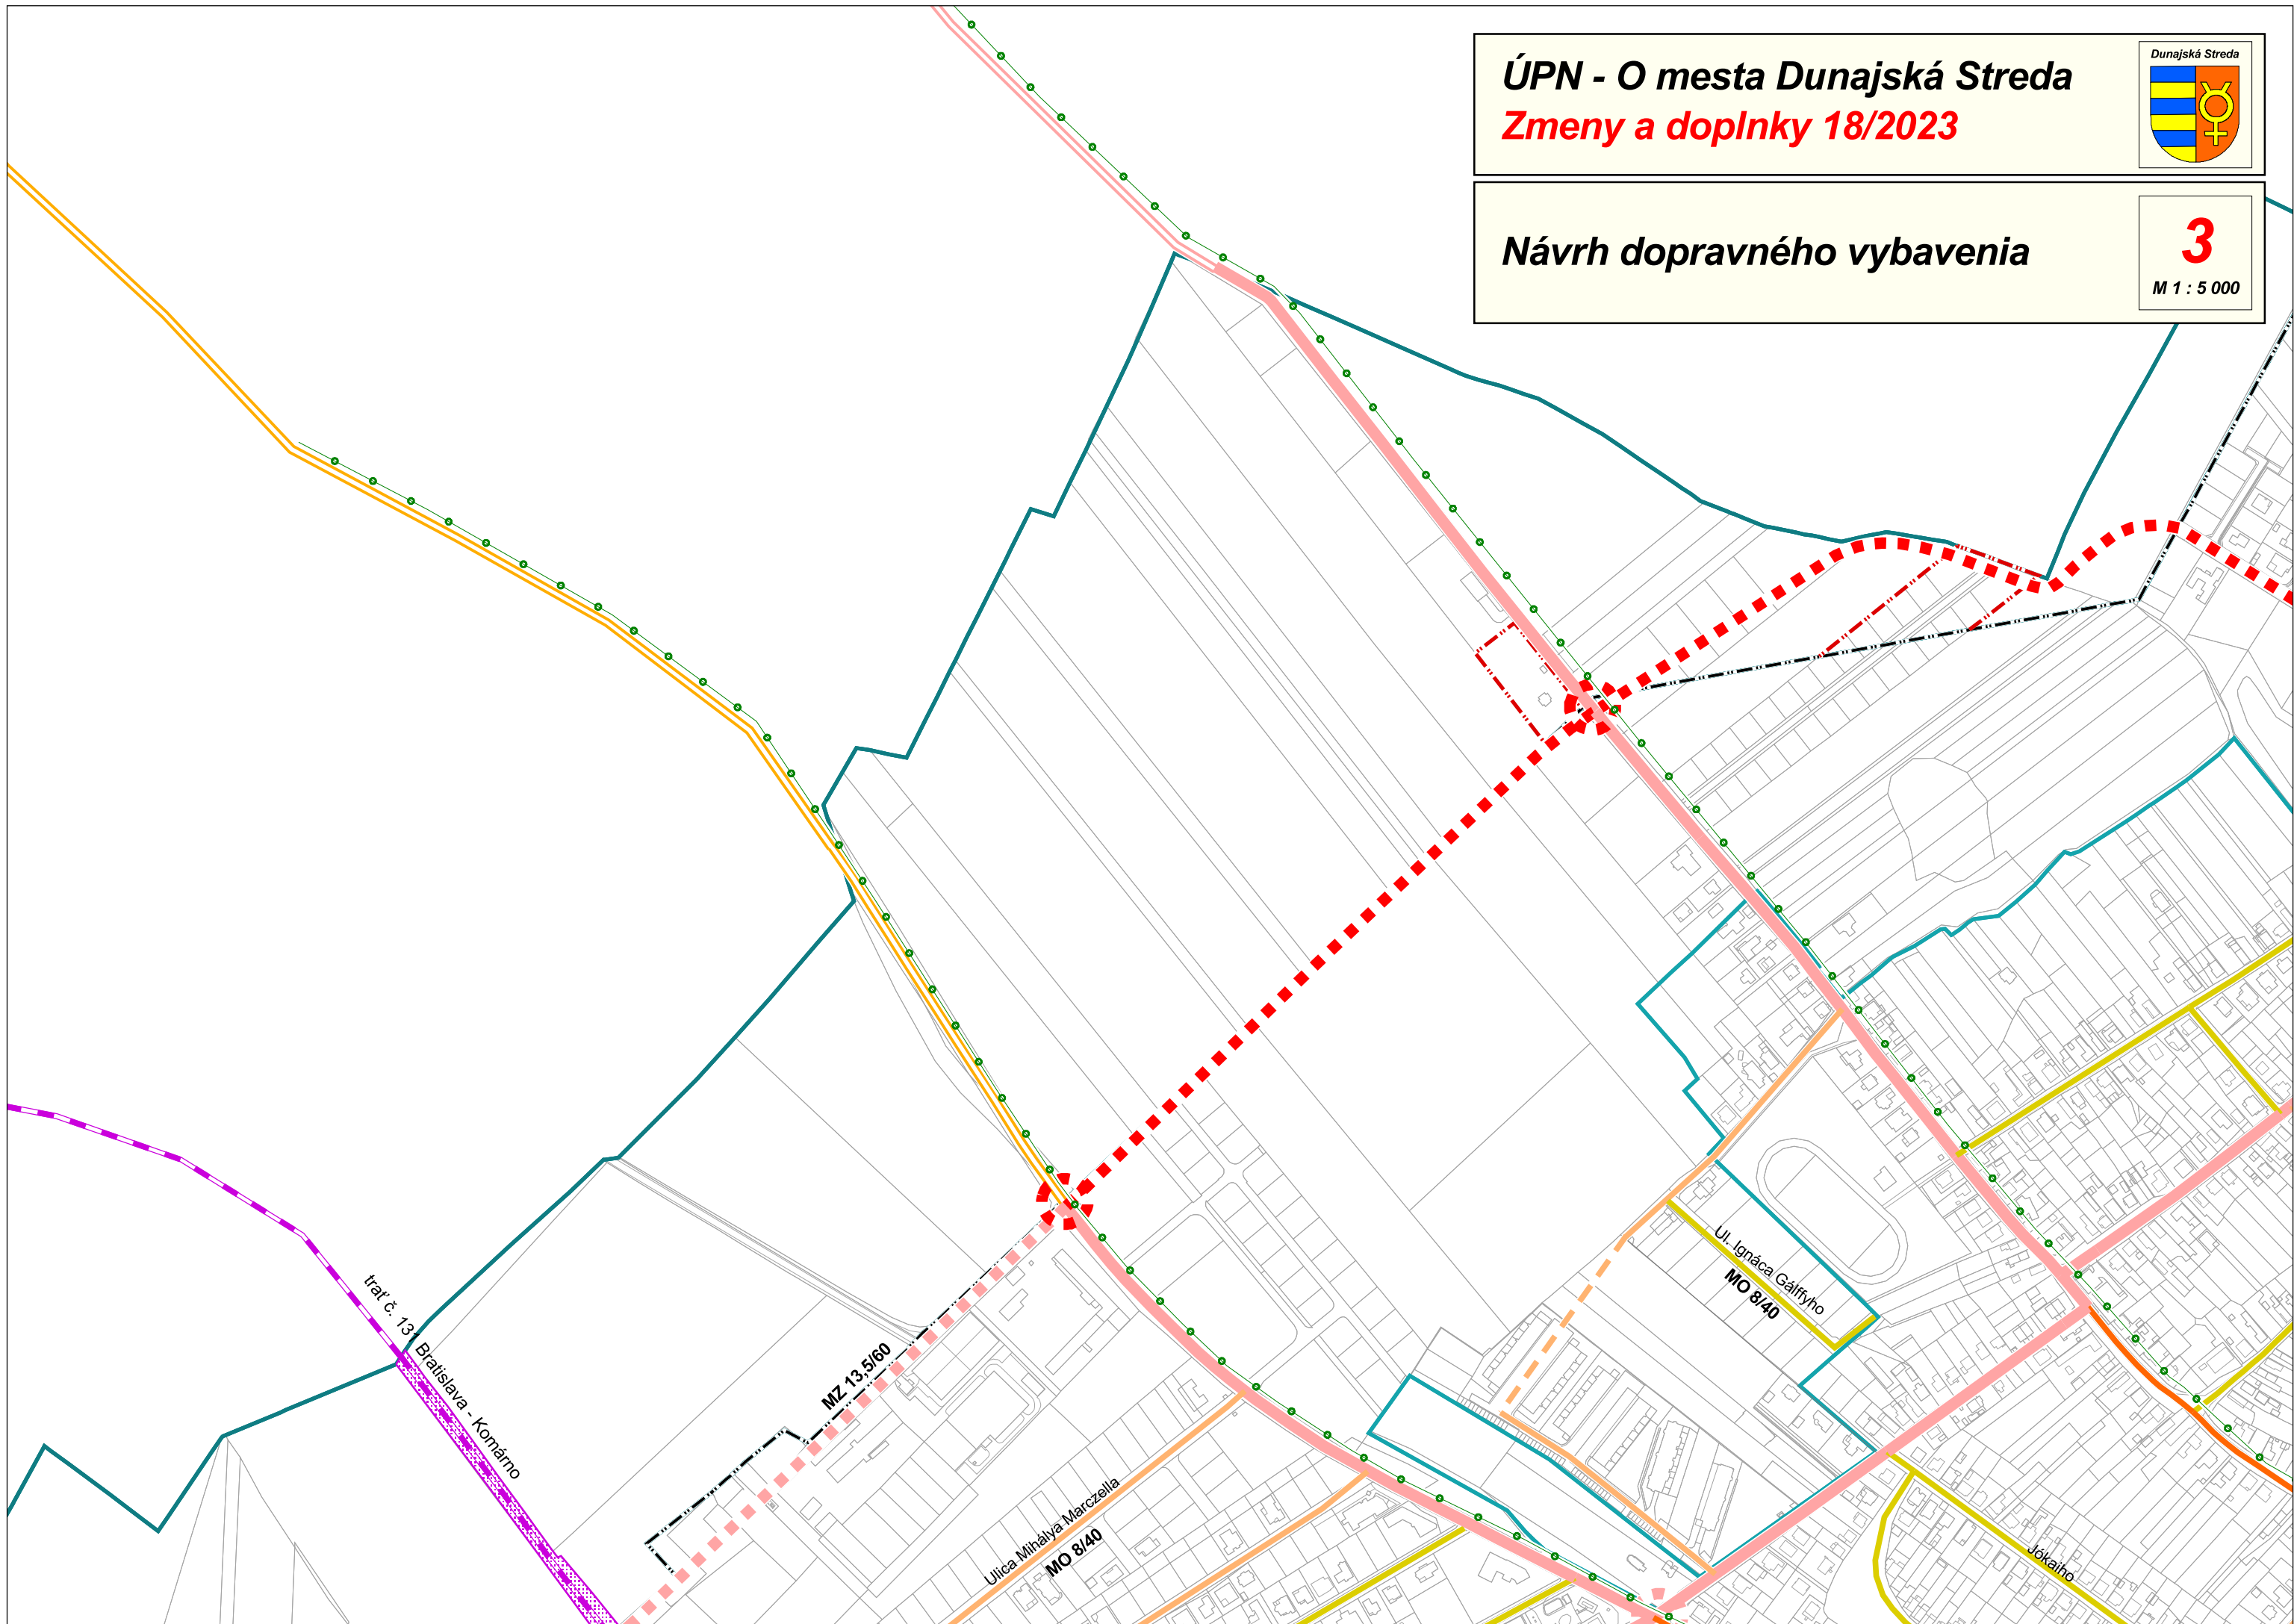 ÚPN - O mesta Dunajská Streda
Zmeny a doplnky 18/2023
Dunajská Streda
Návrh dopravného vybavenia
3
M 1 : 5 000
trať č. 131 Bratislava - Komárno
MZ 13,5/60
Ulica Mihálya Marczella
MO 8/40
Ul. Ignáca Gálffyho
MO 8/40
Jókaiho